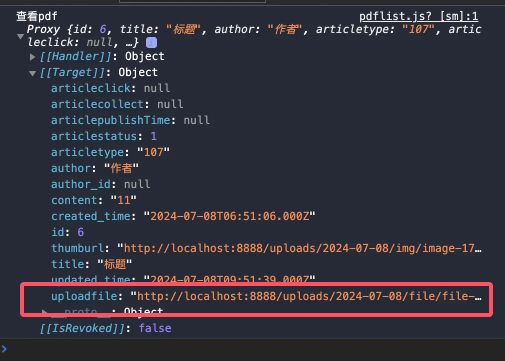 查看pdf pdflist.js? [sm]:1
Proxy {id: 6, title: "标题", author: "作者", articletype: "107", artic
leclick: null, …}
[[Handler]]: Object
[[Target]]: Object
articleclick: null
articlecollect: null
articlepublishTime: null
articlestatus: 1
articletype: "107"
author: "作者"
author_id: null
content: "11"
created_time: "2024-07-08T06:51:06.000Z"
id: 6
thumburl: "http://localhost:8888/uploads/2024-07-08/img/image-17…
title: "标题"
updated_time: "2024-07-08T09:51:39.000Z"
uploadfile: "http://localhost:8888/uploads/2024-07-08/file/file-…
__proto__: Object
[[IsRevoked]]: false